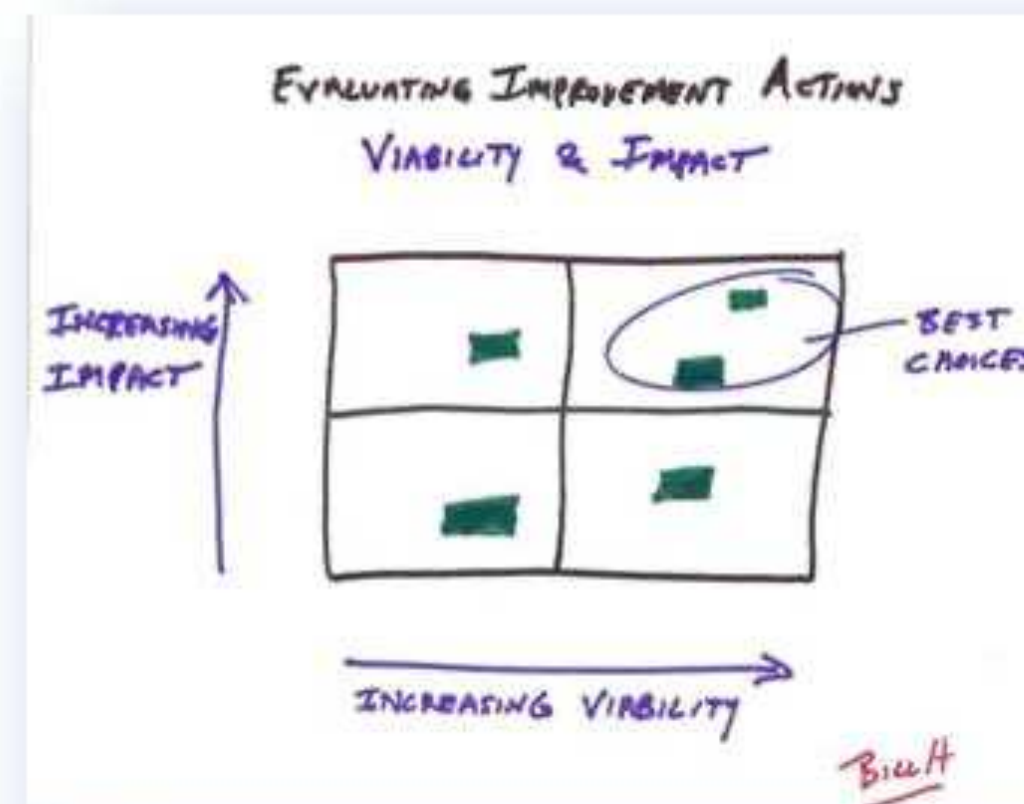 EVALUATING IMPROVEMENT ACTIONS
VIABILITY & IMPACT
INCREASING
IMPACT
BEST
CHOICES
INCREASING VIABILITY
Bill H